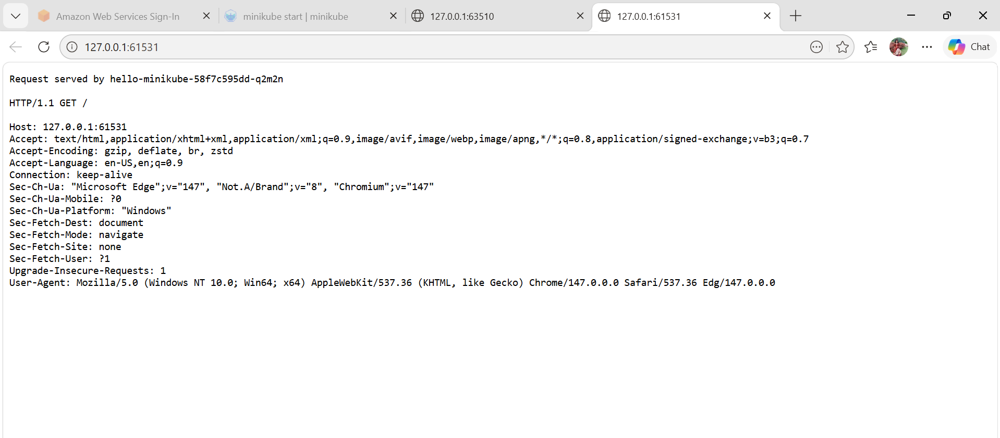 Amazon Web Services Sign-In
minikube start | minikube
127.0.0.1:63510
127.0.0.1:61531
127.0.0.1:61531
Chat
Request served by hello-minikube-58f7c595dd-q2m2n
HTTP/1.1 GET /
Host: 127.0.0.1:61531
Accept: text/html,application/xhtml+xml,application/xml;q=0.9,image/avif,image/webp,image/apng,*/*;q=0.8,application/signed-exchange;v=b3;q=0.7
Accept-Encoding: gzip, deflate, br, zstd
Accept-Language: en-US,en;q=0.9
Connection: keep-alive
Sec-Ch-Ua: "Microsoft Edge";v="147", "Not.A/Brand";v="8", "Chromium";v="147"
Sec-Ch-Ua-Mobile: ?0
Sec-Ch-Ua-Platform: "Windows"
Sec-Fetch-Dest: document
Sec-Fetch-Mode: navigate
Sec-Fetch-Site: none
Sec-Fetch-User: ?1
Upgrade-Insecure-Requests: 1
User-Agent: Mozilla/5.0 (Windows NT 10.0; Win64; x64) AppleWebKit/537.36 (KHTML, like Gecko) Chrome/147.0.0.0 Safari/537.36 Edg/147.0.0.0